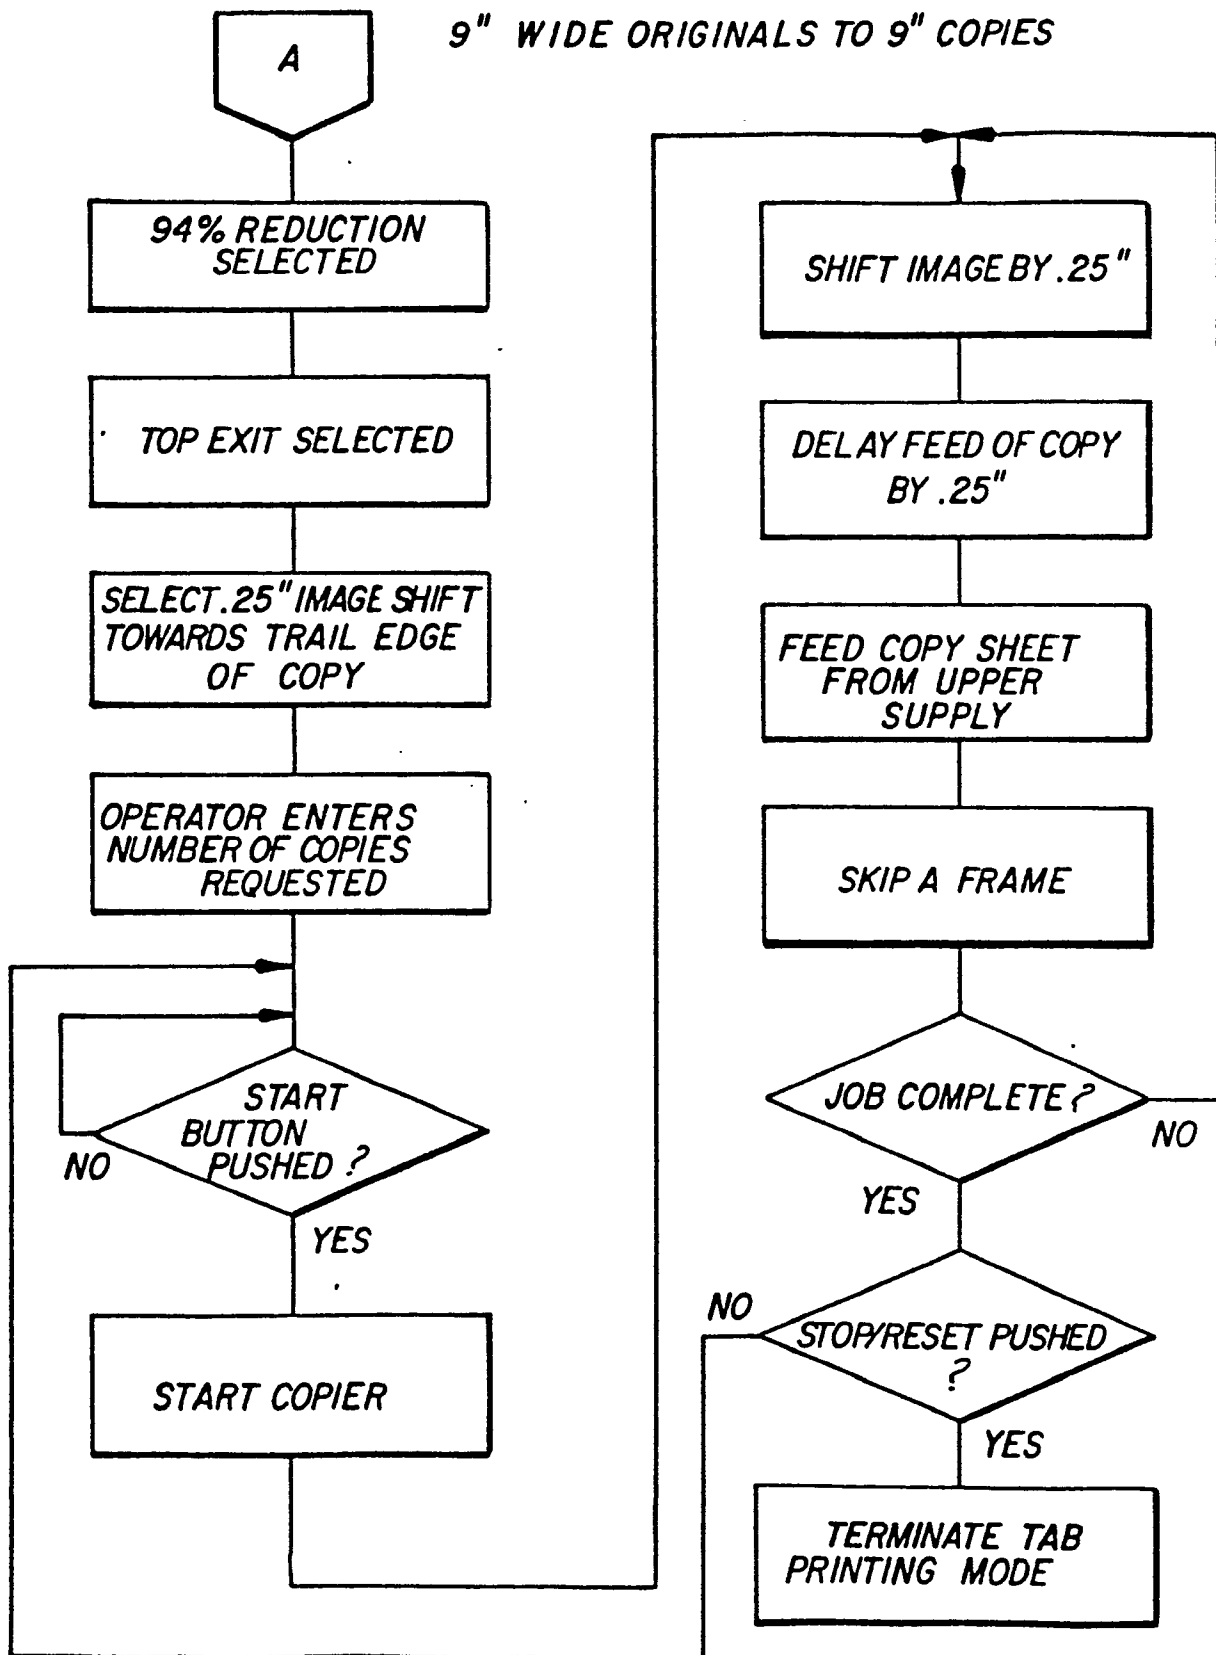 A
9" WIDE ORIGINALS TO 9" COPIES
94% REDUCTION
SELECTED
TOP EXIT SELECTED
SELECT .25" IMAGE SHIFT
TOWARDS TRAIL EDGE
OF COPY
OPERATOR ENTERS
NUMBER OF COPIES
REQUESTED
START
BUTTON
PUSHED ?
NO
YES
START COPIER
SHIFT IMAGE BY .25"
DELAY FEED OF COPY
BY .25"
FEED COPY SHEET
FROM UPPER
SUPPLY
SKIP A FRAME
JOB COMPLETE ?
NO
YES
STOP/RESET PUSHED
?
NO
YES
TERMINATE TAB
PRINTING MODE